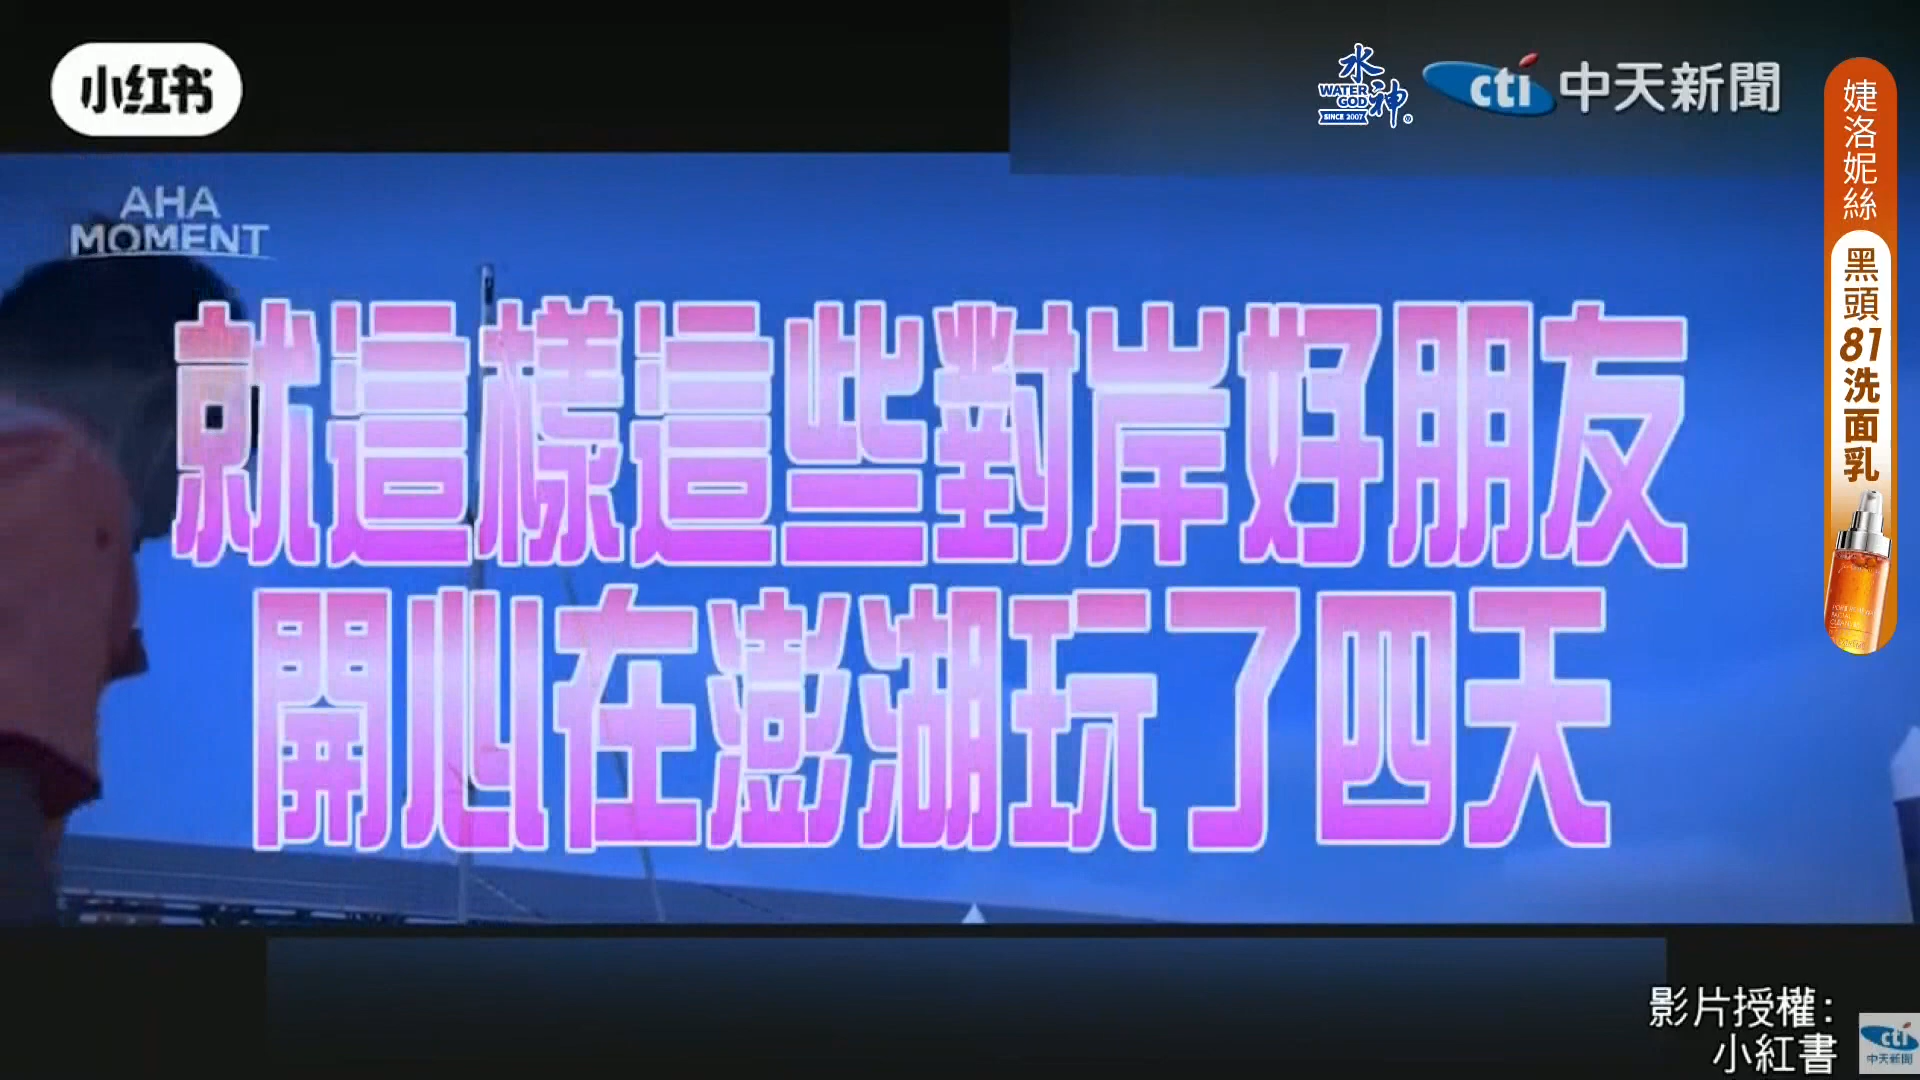 小红书
水神
WATER
GOD
SINCE 2007
cti 中天新聞
AHA
MOMENT
就這樣這些對岸好朋友
開心在澎湖玩了四天
婕洛妮絲
黑頭81洗面乳
影片授權：
小紅書
cti
中天新聞